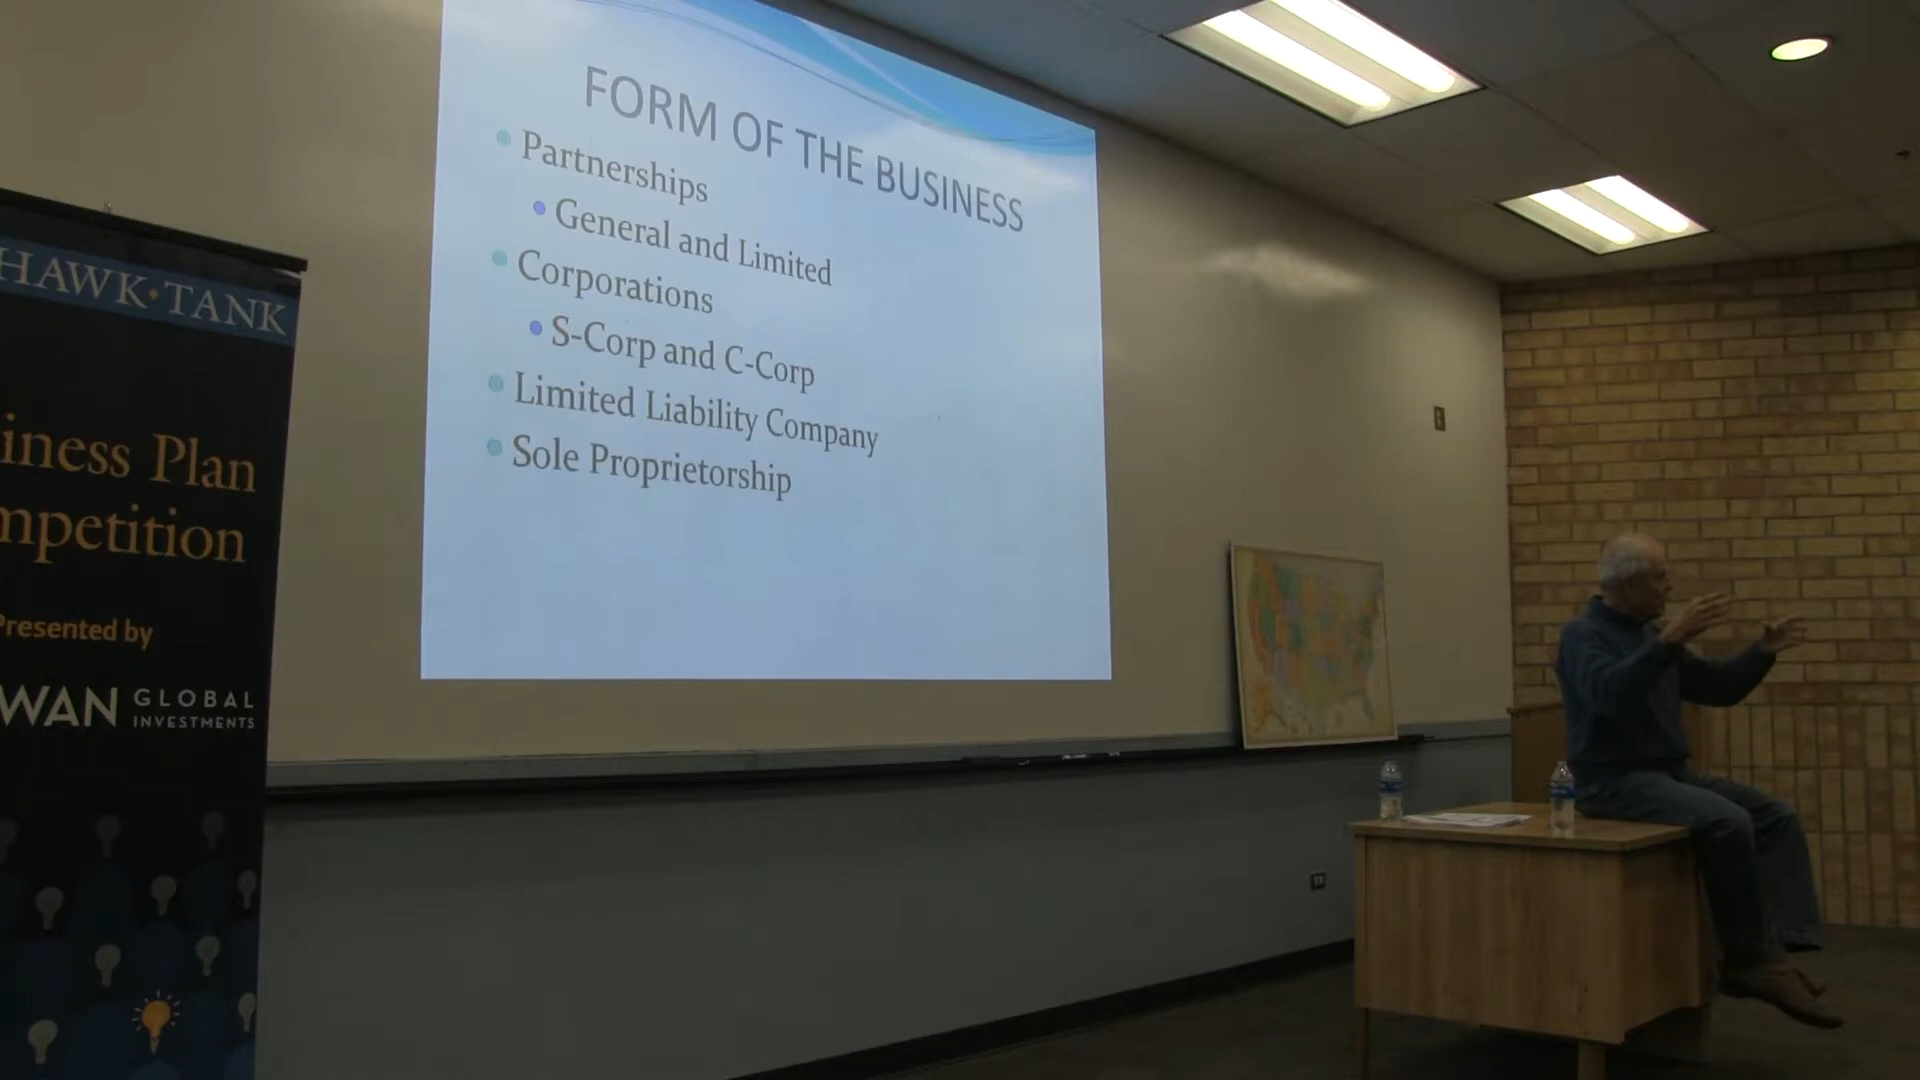 FORM OF THE BUSINESS
Partnerships
General and Limited
Corporations
S-Corp and C-Corp
Limited Liability Company
Sole Proprietorship
HAWK·TANK
iness Plan
mpetition
Presented by
WAN GLOBAL
INVESTMENTS